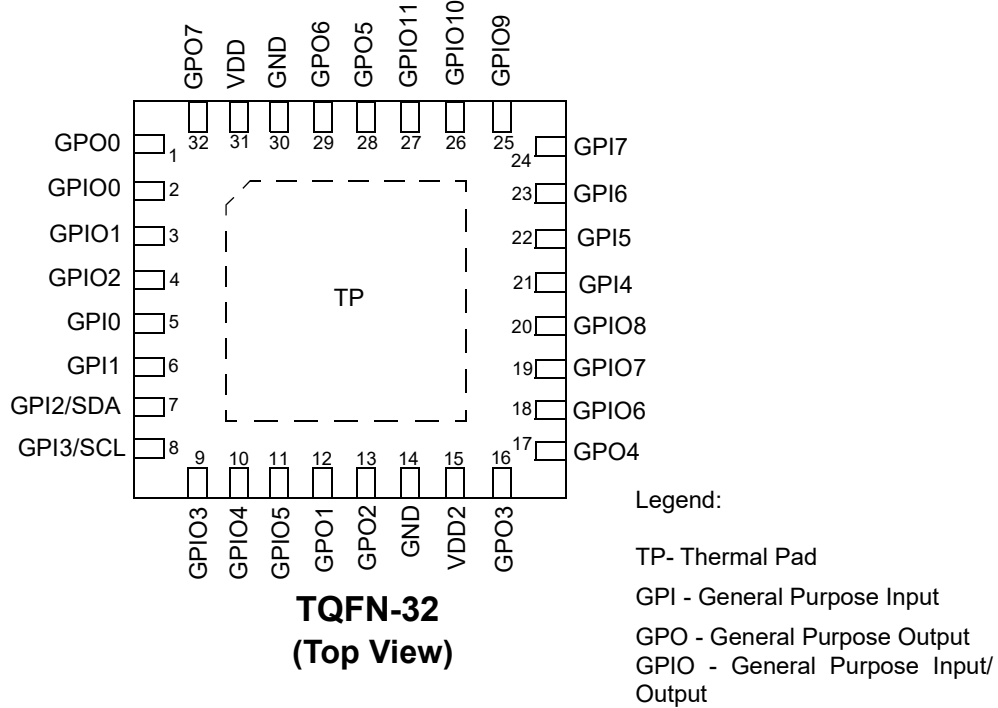 GPO7
VDD
GND
GPO6
GPO5
GPIO11
GPIO10
GPIO9
32
31
30
29
28
27
26
25
GPO0
1
GPIO0
2
GPIO1
3
GPIO2
4
GPI0
5
GPI1
6
GPI2/SDA
7
GPI3/SCL
8
TP
24
GPI7
23
GPI6
22
GPI5
21
GPI4
20
GPIO8
19
GPIO7
18
GPIO6
17
GPO4
9
10
11
12
13
14
15
16
GPIO3
GPIO4
GPIO5
GPO1
GPO2
GND
VDD2
GPO3
TQFN-32
(Top View)
Legend:
TP- Thermal Pad
GPI - General Purpose Input
GPO - General Purpose Output
GPIO - General Purpose Input/
Output